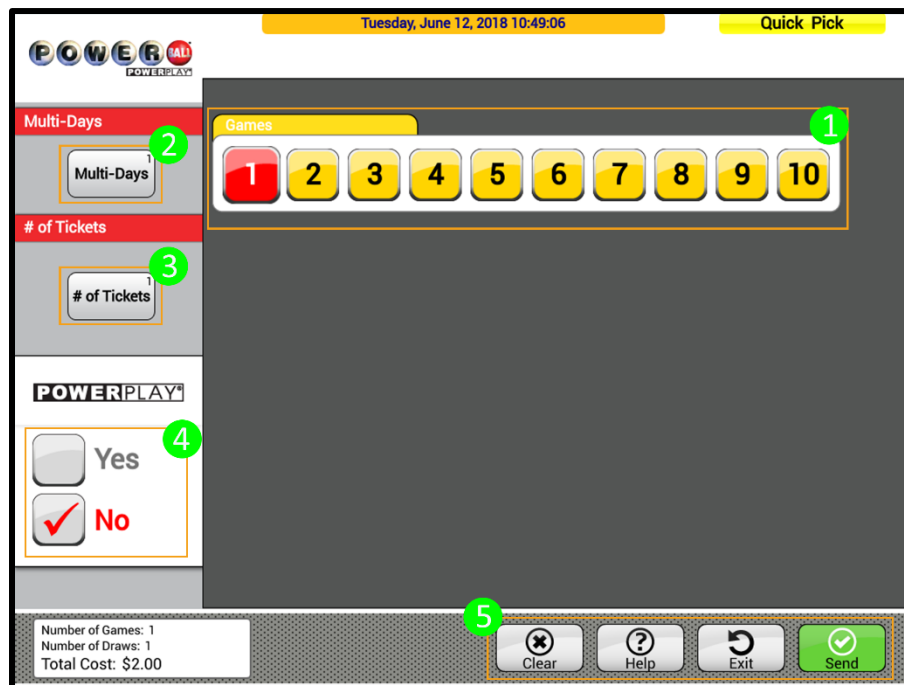 Tuesday, June 12, 2018 10:49:06
Quick Pick
POWERBALL
POWERPLAY®
Multi-Days
2
1
Multi-Days
Games
1
1 2 3 4 5 6 7 8 9 10
# of Tickets
3
1
# of Tickets
POWERPLAY®
4
Yes
No
5
Number of Games: 1
Number of Draws: 1
Total Cost: $2.00
Clear
Help
Exit
Send